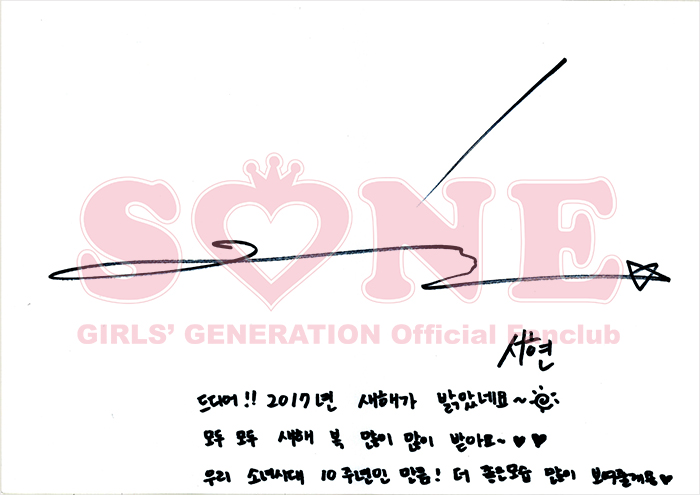 S♡NE
GIRLS' GENERATION Official Fanclub
서현
드디어!! 2017년 새해가 밝았네요~
모두 모두 새해 복 많이 많이 받아요~♥♥
우리 소녀시대 10주년인 만큼! 더 좋은모습 많이 보여줄게요♥